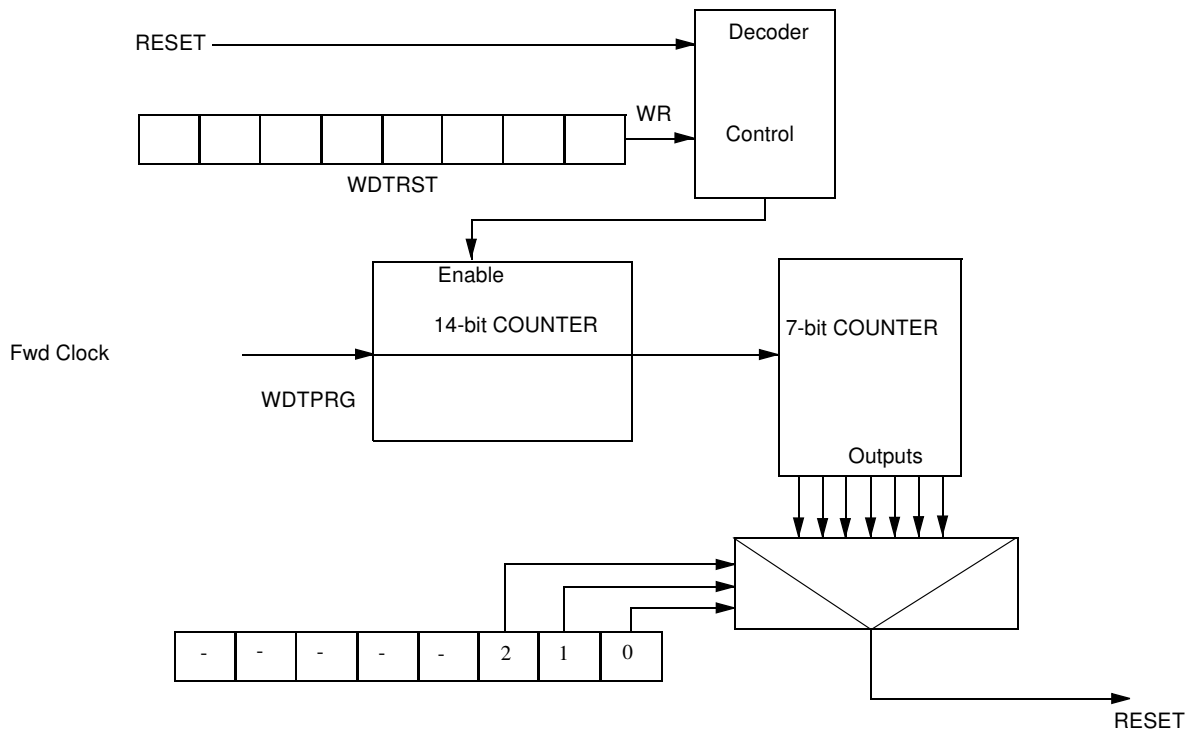 Decoder
RESET
WR
Control
WDTRST
Enable
14-bit COUNTER
7-bit COUNTER
Fwd Clock
WDTPRG
Outputs
- - - - - 2 1 0
RESET